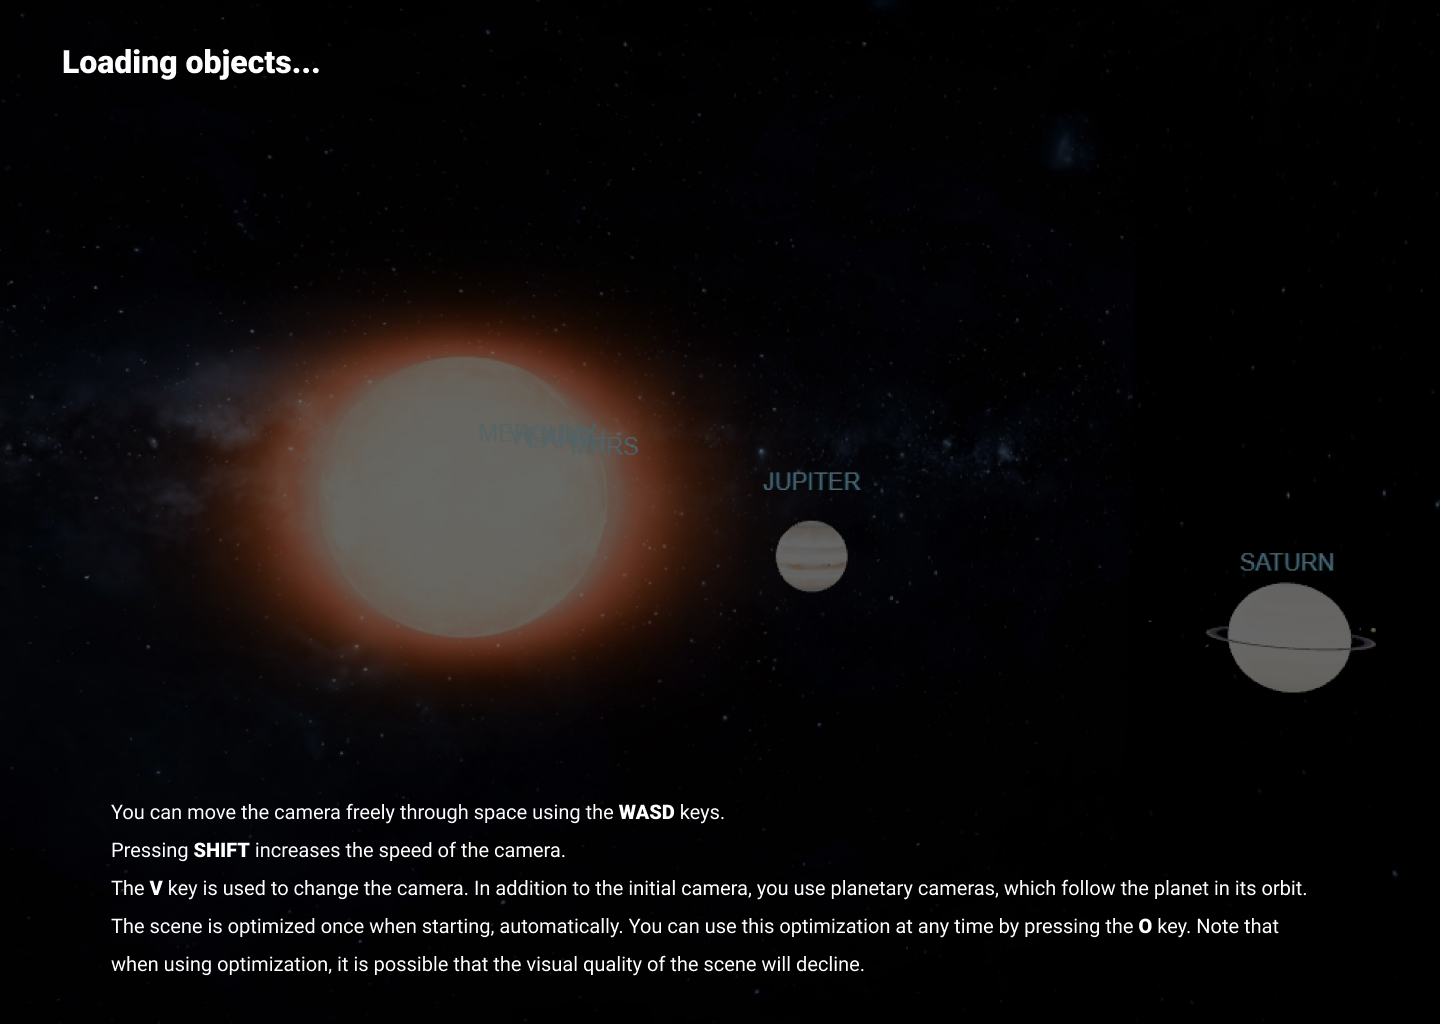 Loading objects...
JUPITER
SATURN
You can move the camera freely through space using the WASD keys.
Pressing SHIFT increases the speed of the camera.
The V key is used to change the camera. In addition to the initial camera, you use planetary cameras, which follow the planet in its orbit.
The scene is optimized once when starting, automatically. You can use this optimization at any time by pressing the O key. Note that
when using optimization, it is possible that the visual quality of the scene will decline.